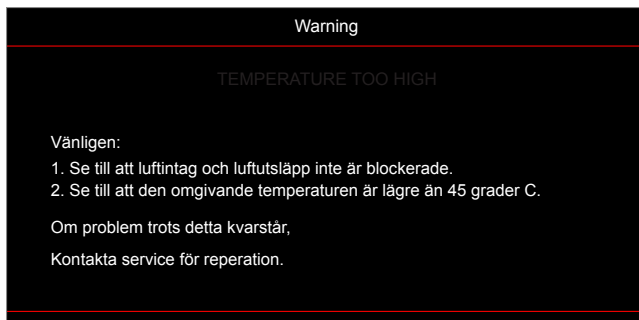 Warning
TEMPERATURE TOO HIGH
Vänligen:
1. Se till att luftintag och luftutsläpp inte är blockerade.
2. Se till att den omgivande temperaturen är lägre än 45 grader C.
Om problem trots detta kvarstår,
Kontakta service för reperation.